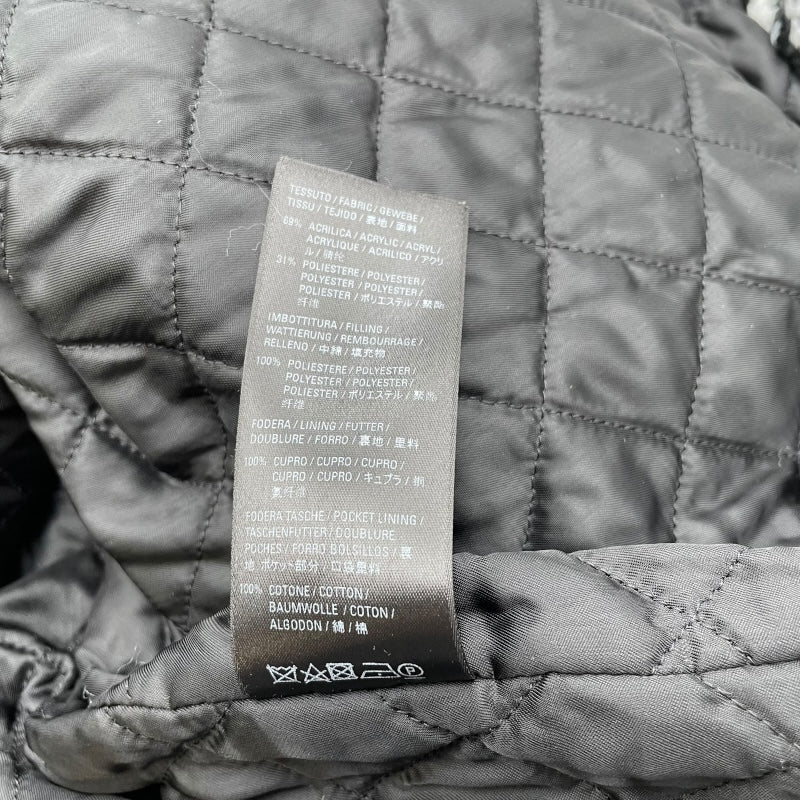 TESSUTO / FABRIC / GEWEBE /
TISSU / TEJIDO / 裏地 / 面料
69% ACRILICA / ACRYLIC / ACRYL /
ACRYLIQUE / ACRILICO / アクリ
ル / 腈纶
31% POLIESTERE / POLYESTER /
POLYESTER / POLYESTER /
POLIESTER / ポリエステル / 聚酯
纤维
IMBOTTITURA / FILLING /
WATTIERUNG / REMBOURRAGE /
RELLENO / 中綿 / 填充物
100% POLIESTERE / POLYESTER /
POLYESTER / POLYESTER /
POLIESTER / ポリエステル / 聚酯
纤维
FODERA / LINING / FUTTER /
DOUBLURE / FORRO / 裏地 / 里料
100% CUPRO / CUPRO / CUPRO /
CUPRO / CUPRO / キュプラ / 铜
氨纤维
FODERA TASCHE / POCKET LINING /
TASCHENFUTTER / DOUBLURE
POCHES / FORRO BOLSILLOS / 裏
地 ポケット部分 / 口袋里料
100% COTONE / COTTON /
BAUMWOLLE / COTON /
ALGODON / 綿 / 棉
P